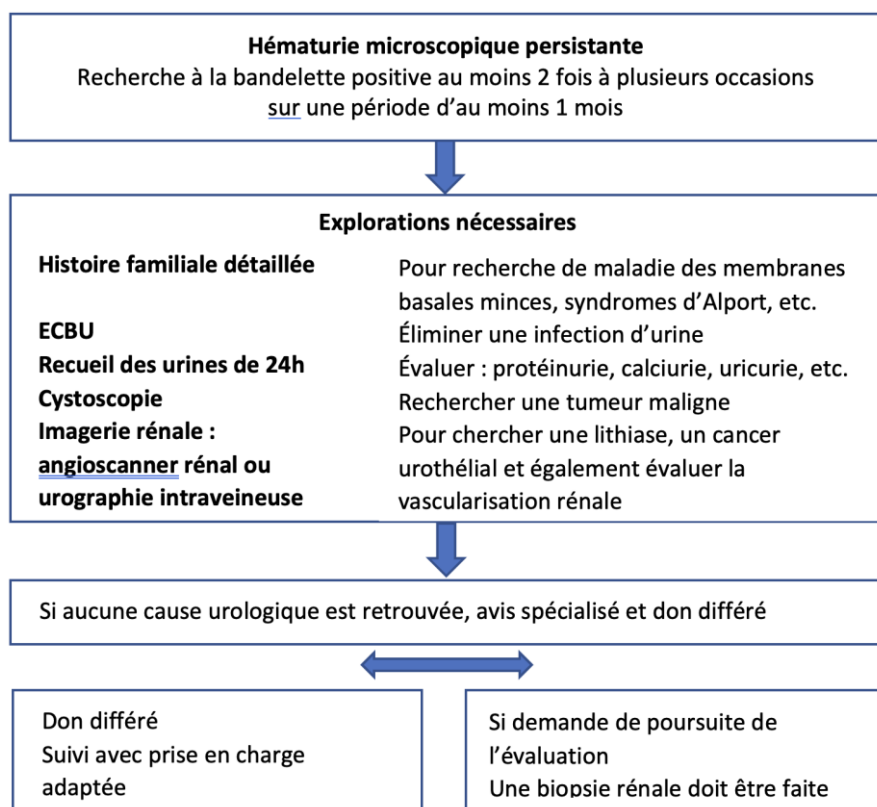 Hématurie microscopique persistante
Recherche à la bandelette positive au moins 2 fois à plusieurs occasions
sur une période d'au moins 1 mois
Explorations nécessaires
Histoire familiale détaillée
Pour recherche de maladie des membranes
basales minces, syndromes d'Alport, etc.
ECBU
Éliminer une infection d'urine
Recueil des urines de 24h
Évaluer : protéinurie, calciurie, uricurie, etc.
Cystoscopie
Rechercher une tumeur maligne
Imagerie rénale :
angioscanner rénal ou
urographie intraveineuse
Pour chercher une lithiase, un cancer
urothélial et également évaluer la
vascularisation rénale
Si aucune cause urologique est retrouvée, avis spécialisé et don différé
Don différé
Suivi avec prise en charge
adaptée
Si demande de poursuite de
l'évaluation
Une biopsie rénale doit être faite